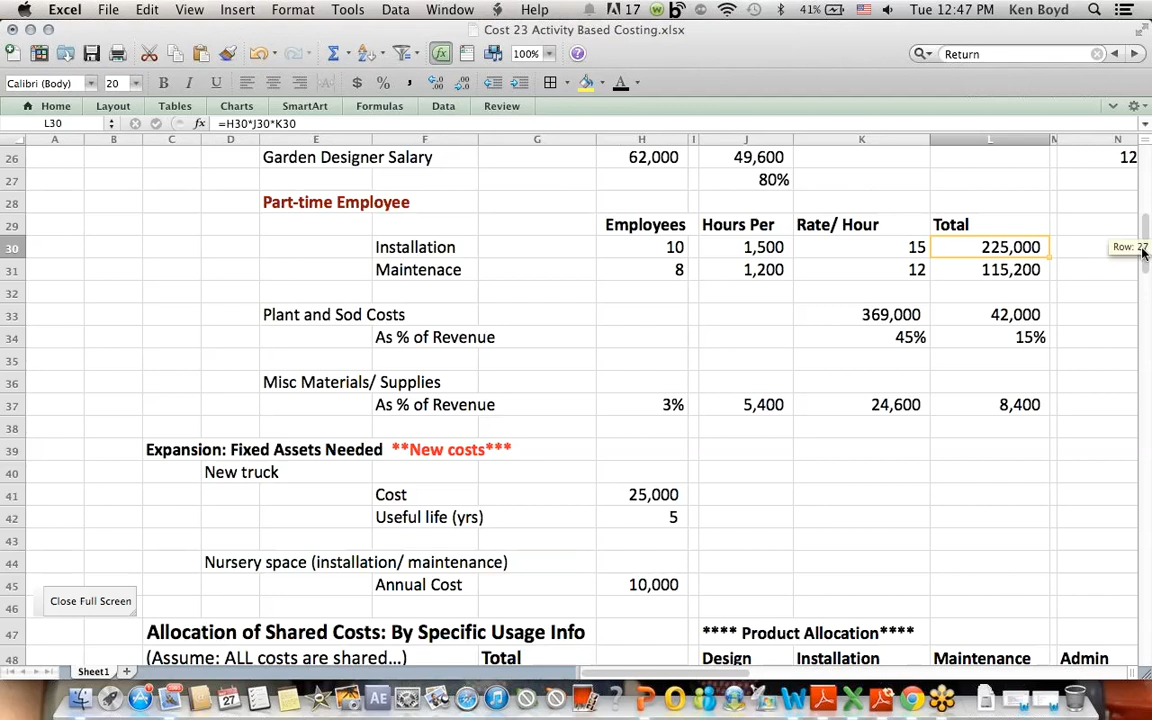 Excel File Edit View Insert Format Tools Data Window Help 17 41% Tue 12:47 PM Ken Boyd
Cost 23 Activity Based Costing.xlsx
100% Return
Calibri (Body) 20 B I U A $ % A
Home Layout Tables Charts SmartArt Formulas Data Review
L30 fx =H30*J30*K30
A B C D E F G H I J K L M N
26 Garden Designer Salary 62,000 49,600 12
27 80%
28 Part-time Employee
29 Employees Hours Per Rate/ Hour Total
30 Installation 10 1,500 15 225,000 Row: 27
31 Maintenace 8 1,200 12 115,200
32
33 Plant and Sod Costs 369,000 42,000
34 As % of Revenue 45% 15%
35
36 Misc Materials/ Supplies
37 As % of Revenue 3% 5,400 24,600 8,400
38
39 Expansion: Fixed Assets Needed **New costs***
40 New truck
41 Cost 25,000
42 Useful life (yrs) 5
43
44 Nursery space (installation/ maintenance)
45 Annual Cost 10,000
46 Close Full Screen
47 Allocation of Shared Costs: By Specific Usage Info **** Product Allocation****
48 (Assume: ALL costs are shared...) Total Design Installation Maintenance Admin
Sheet1